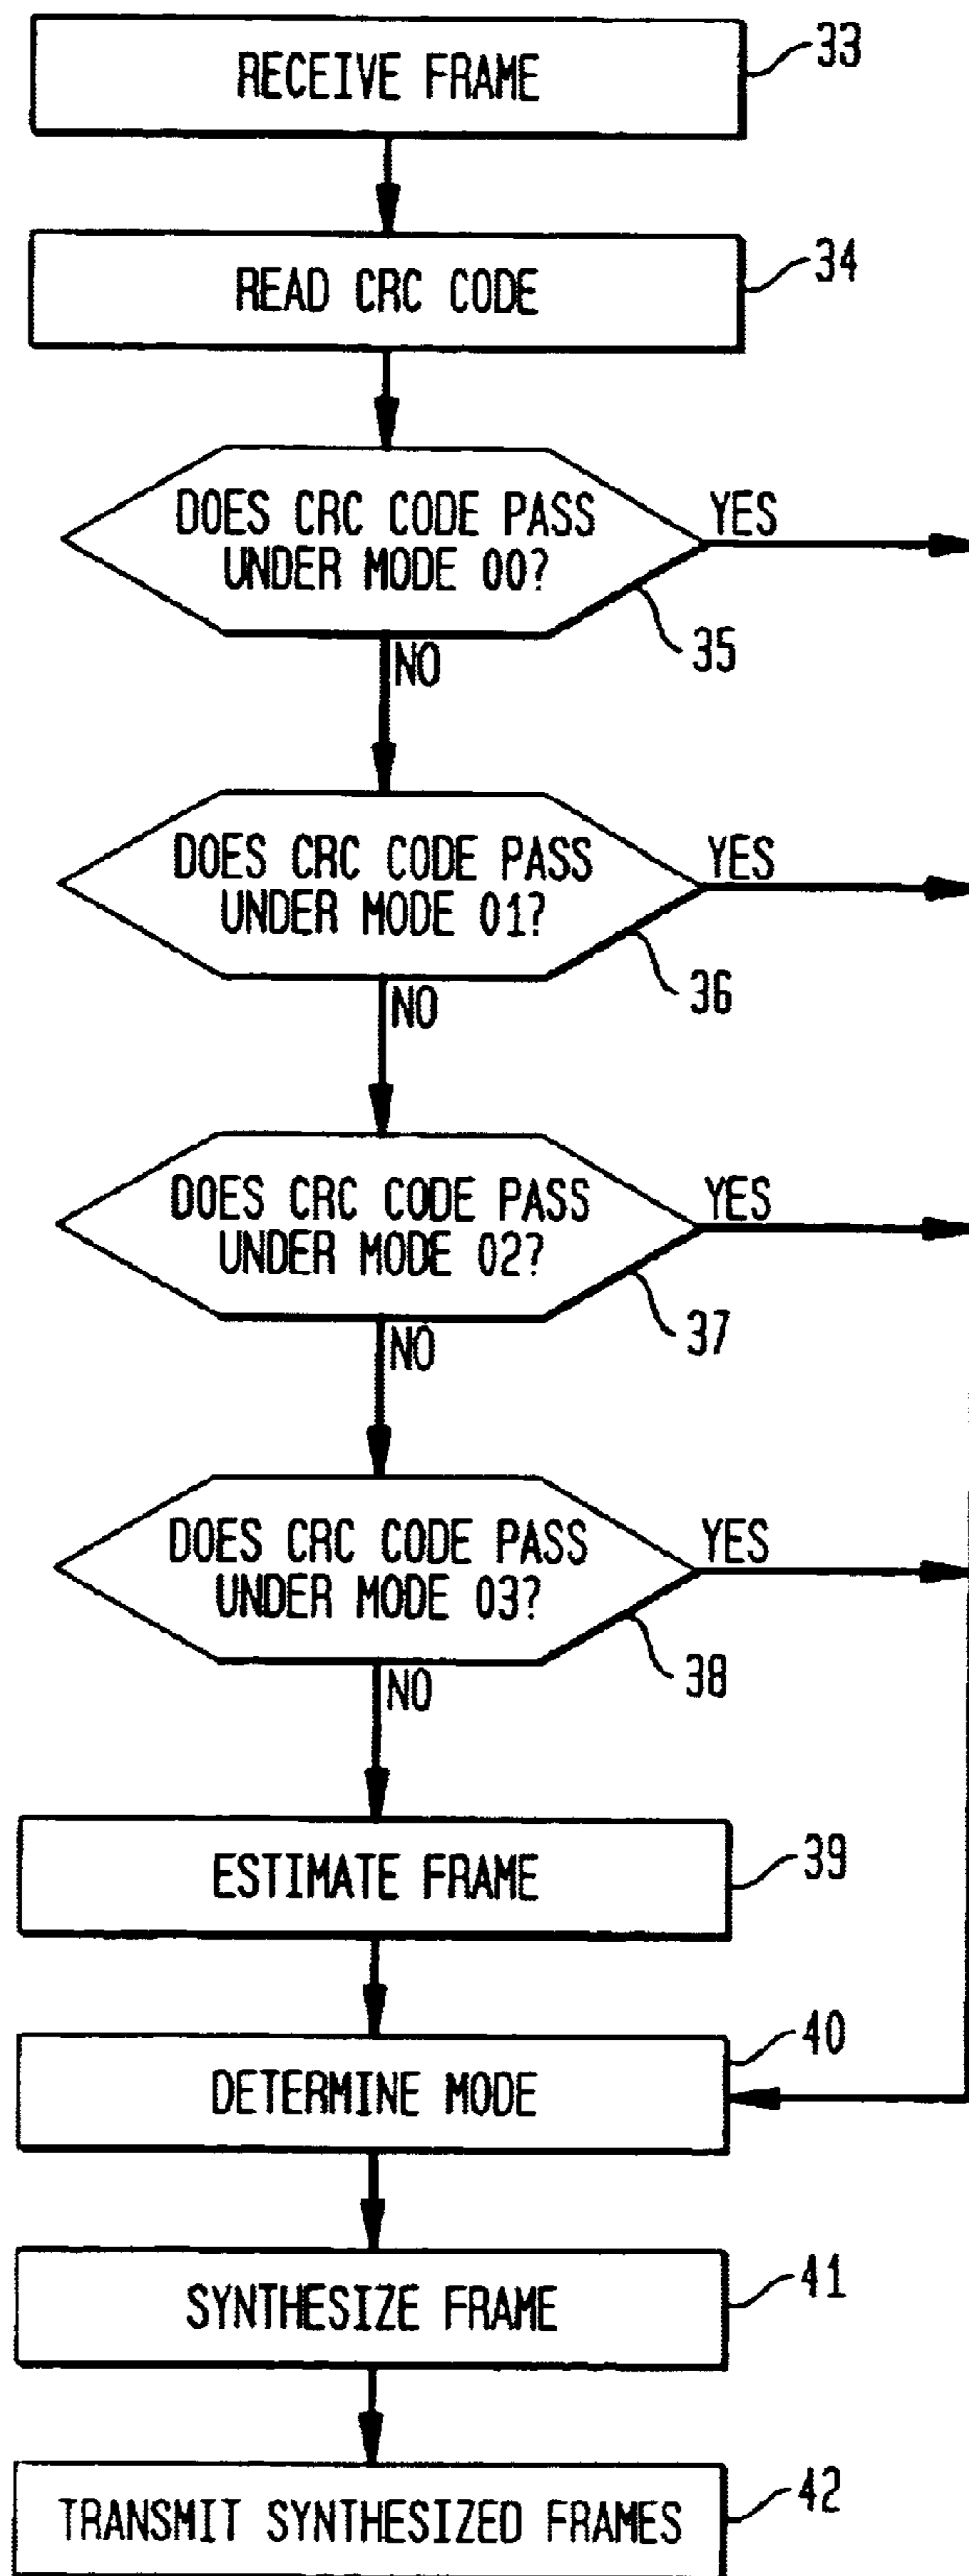 RECEIVE FRAME
33
READ CRC CODE
34
DOES CRC CODE PASS
UNDER MODE 00?
YES
35
NO
DOES CRC CODE PASS
UNDER MODE 01?
YES
36
NO
DOES CRC CODE PASS
UNDER MODE 02?
YES
37
NO
DOES CRC CODE PASS
UNDER MODE 03?
YES
38
NO
ESTIMATE FRAME
39
DETERMINE MODE
40
SYNTHESIZE FRAME
41
TRANSMIT SYNTHESIZED FRAMES
42